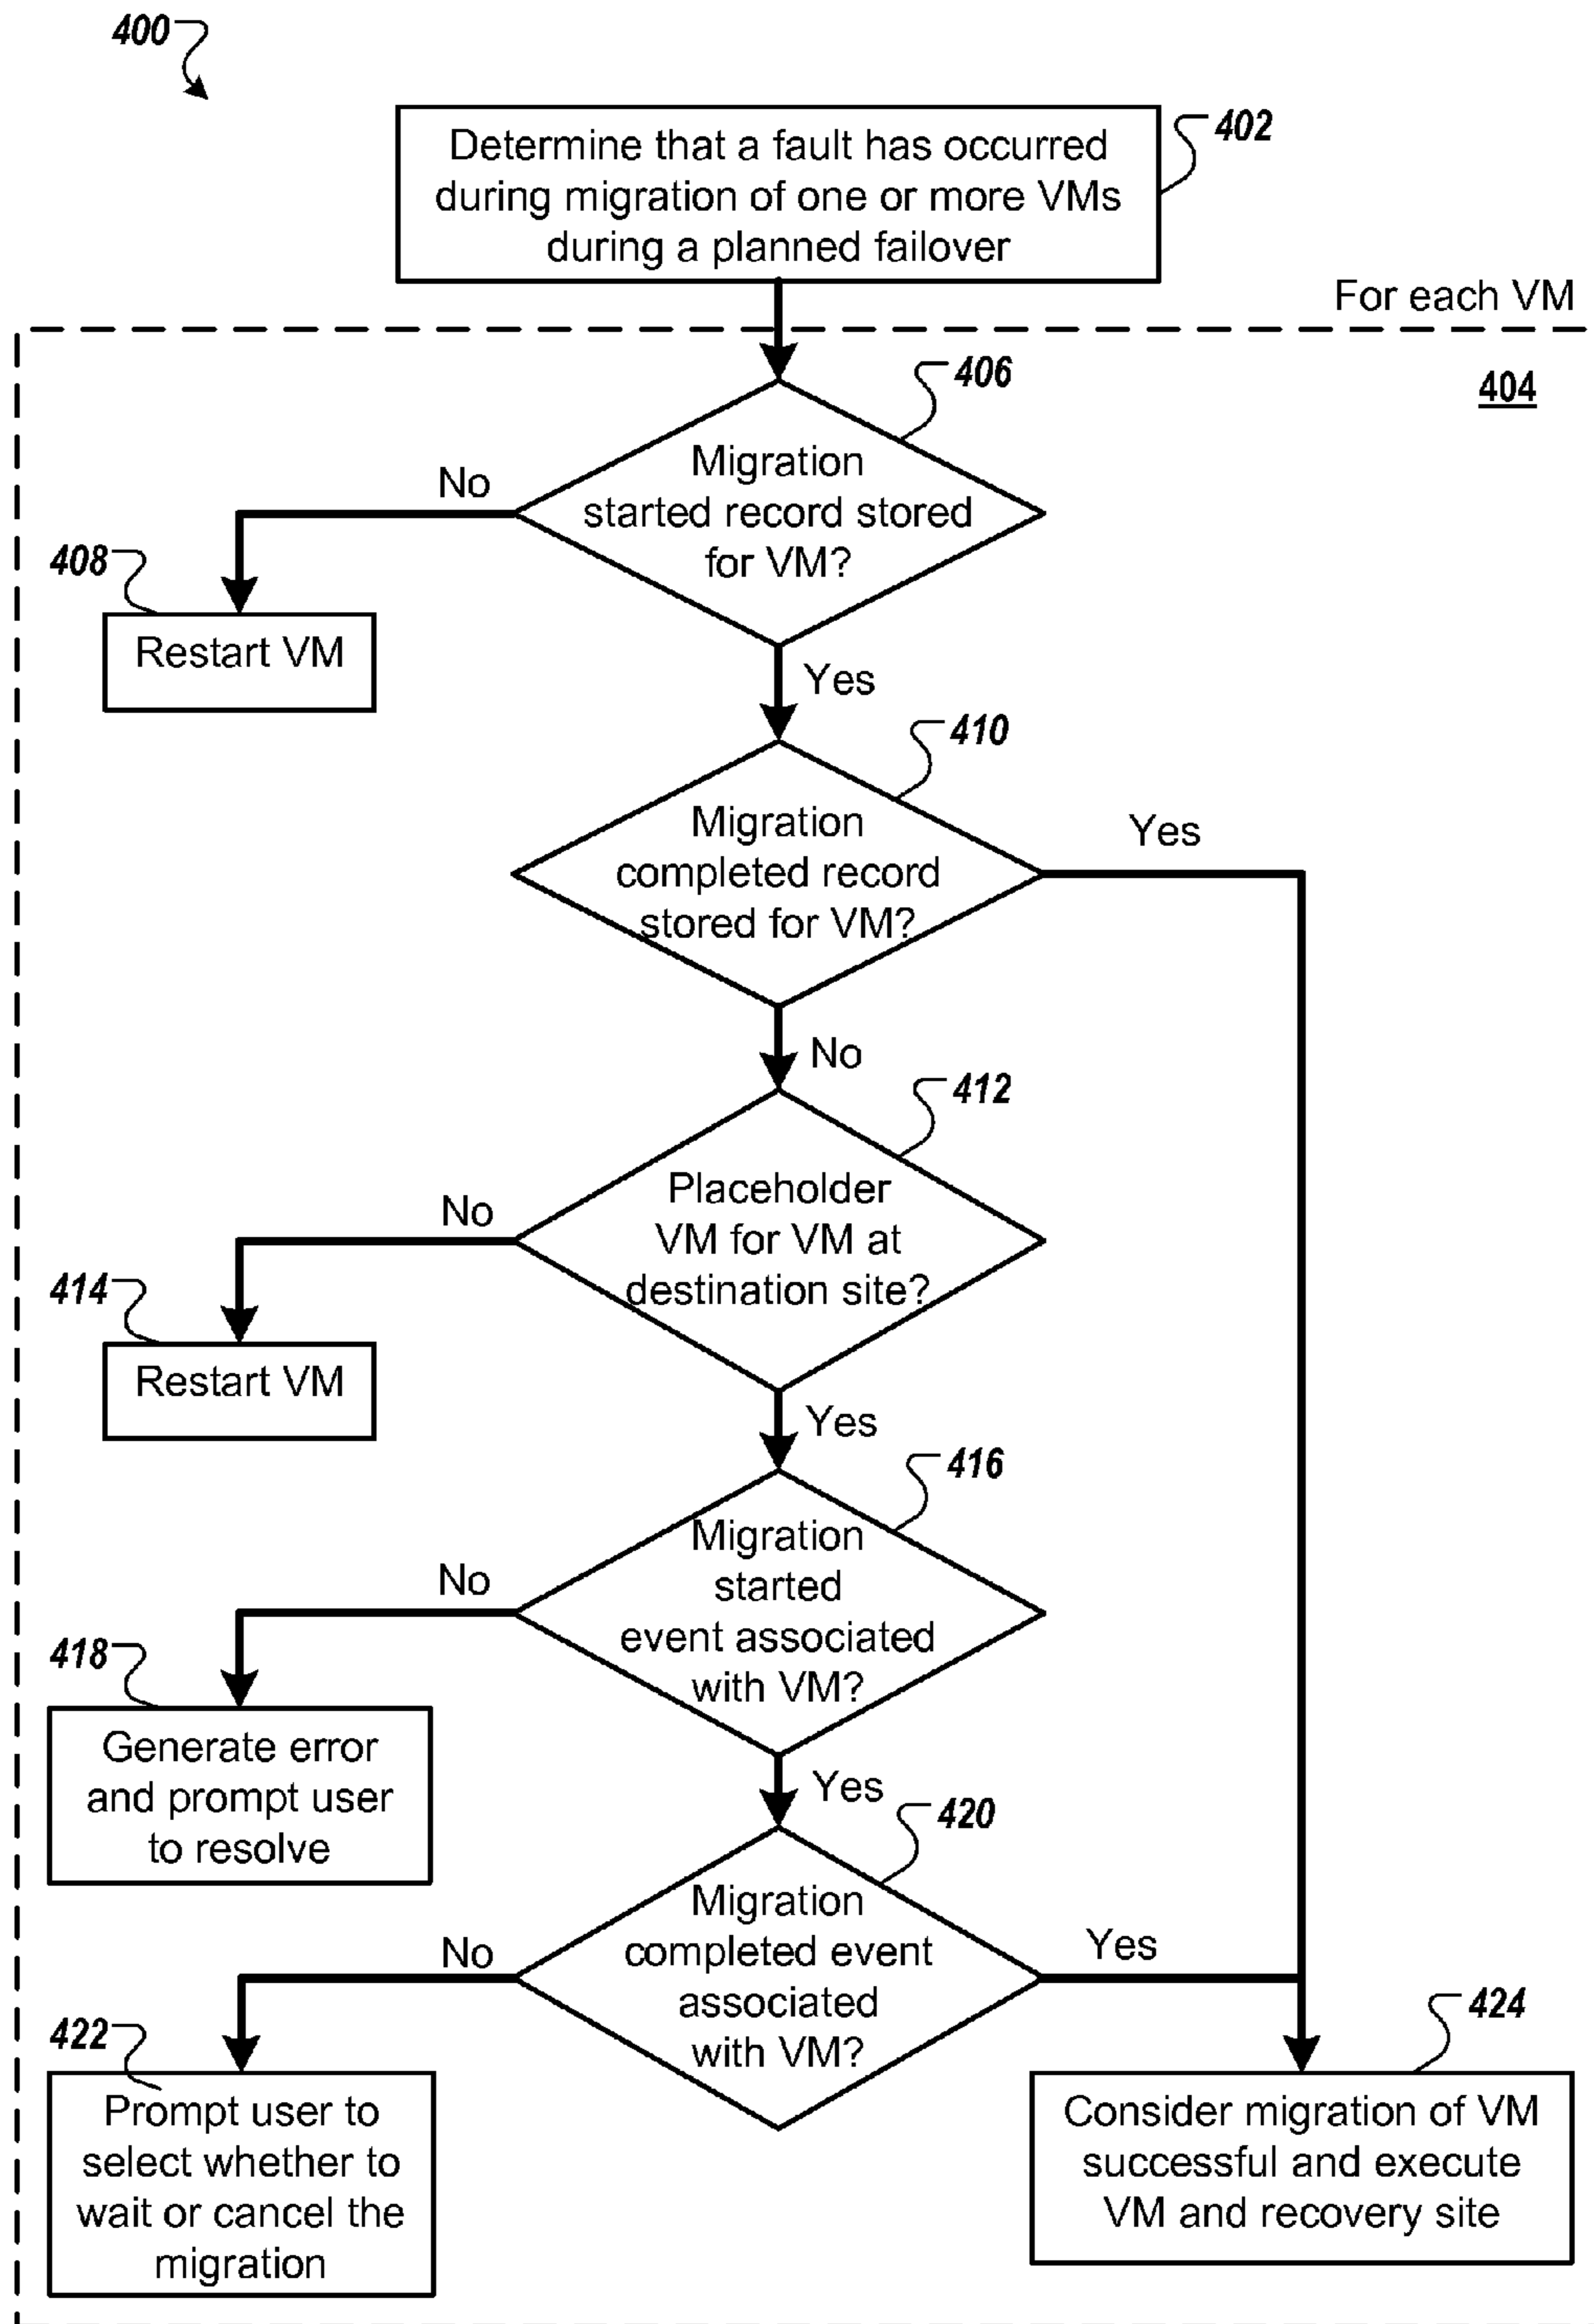 400
Determine that a fault has occurred
during migration of one or more VMs
during a planned failover
402
For each VM
404
406
Migration
started record stored
for VM?
No
408
Restart VM
Yes
410
Migration
completed record
stored for VM?
Yes
No
412
Placeholder
VM for VM at
destination site?
No
414
Restart VM
Yes
416
Migration
started
event associated
with VM?
No
418
Generate error
and prompt user
to resolve
Yes
420
Migration
completed event
associated
with VM?
No
Yes
422
Prompt user to
select whether to
wait or cancel the
migration
424
Consider migration of VM
successful and execute
VM and recovery site